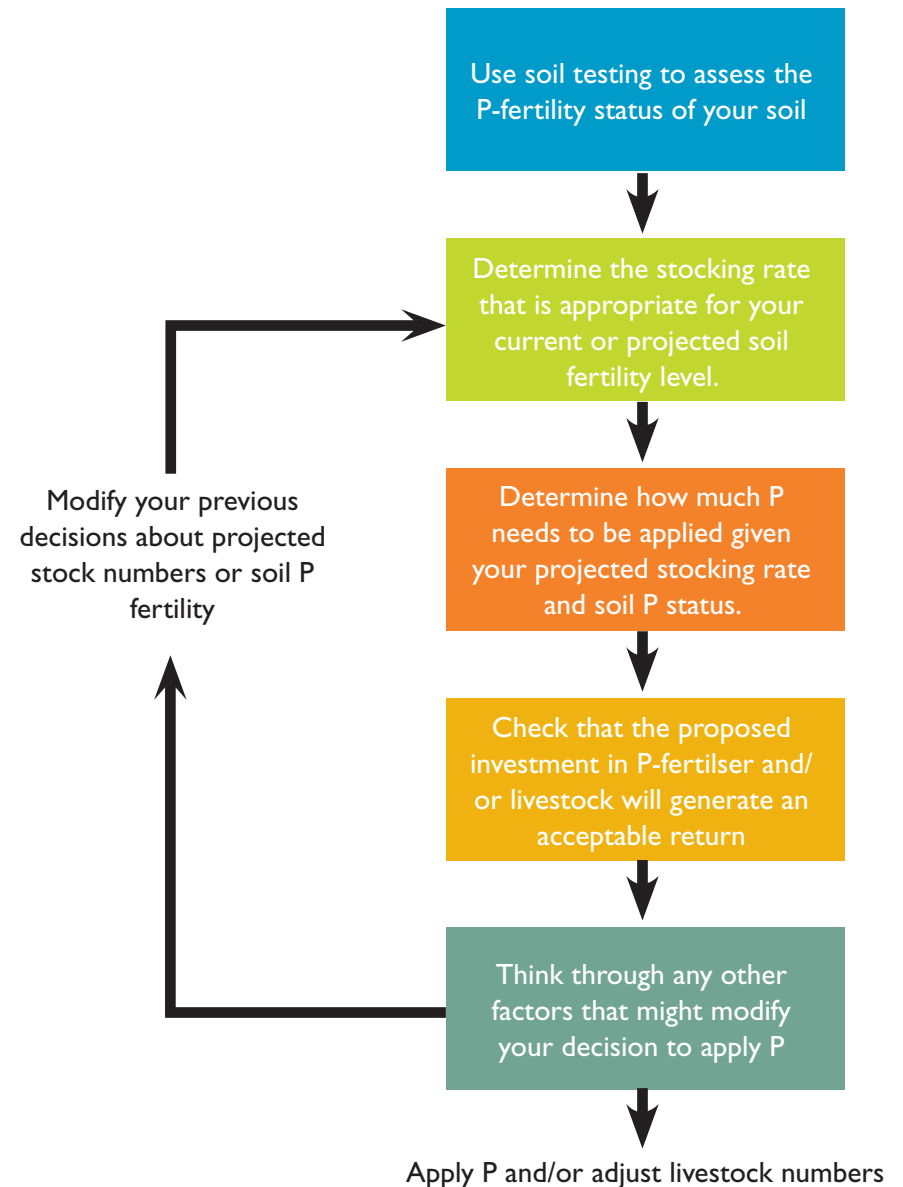 Use soil testing to assess the
P-fertility status of your soil
Determine the stocking rate
that is appropriate for your
current or projected soil
fertility level.
Modify your previous
decisions about projected
stock numbers or soil P
fertility
Determine how much P
needs to be applied given
your projected stocking rate
and soil P status.
Check that the proposed
investment in P-fertilser and/
or livestock will generate an
acceptable return
Think through any other
factors that might modify
your decision to apply P
Apply P and/or adjust livestock numbers